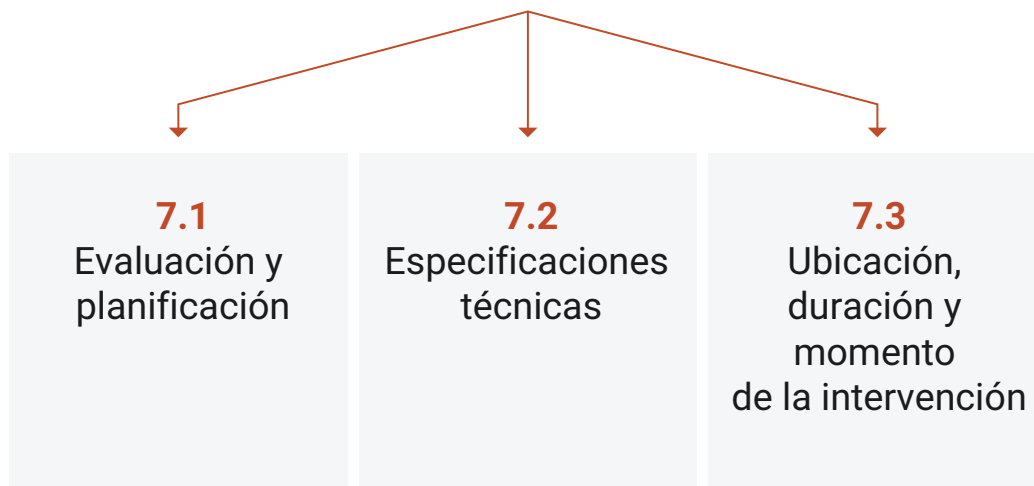 7.1
Evaluación y
planificación
7.2
Especificaciones
técnicas
7.3
Ubicación,
duración y
momento
de la intervención